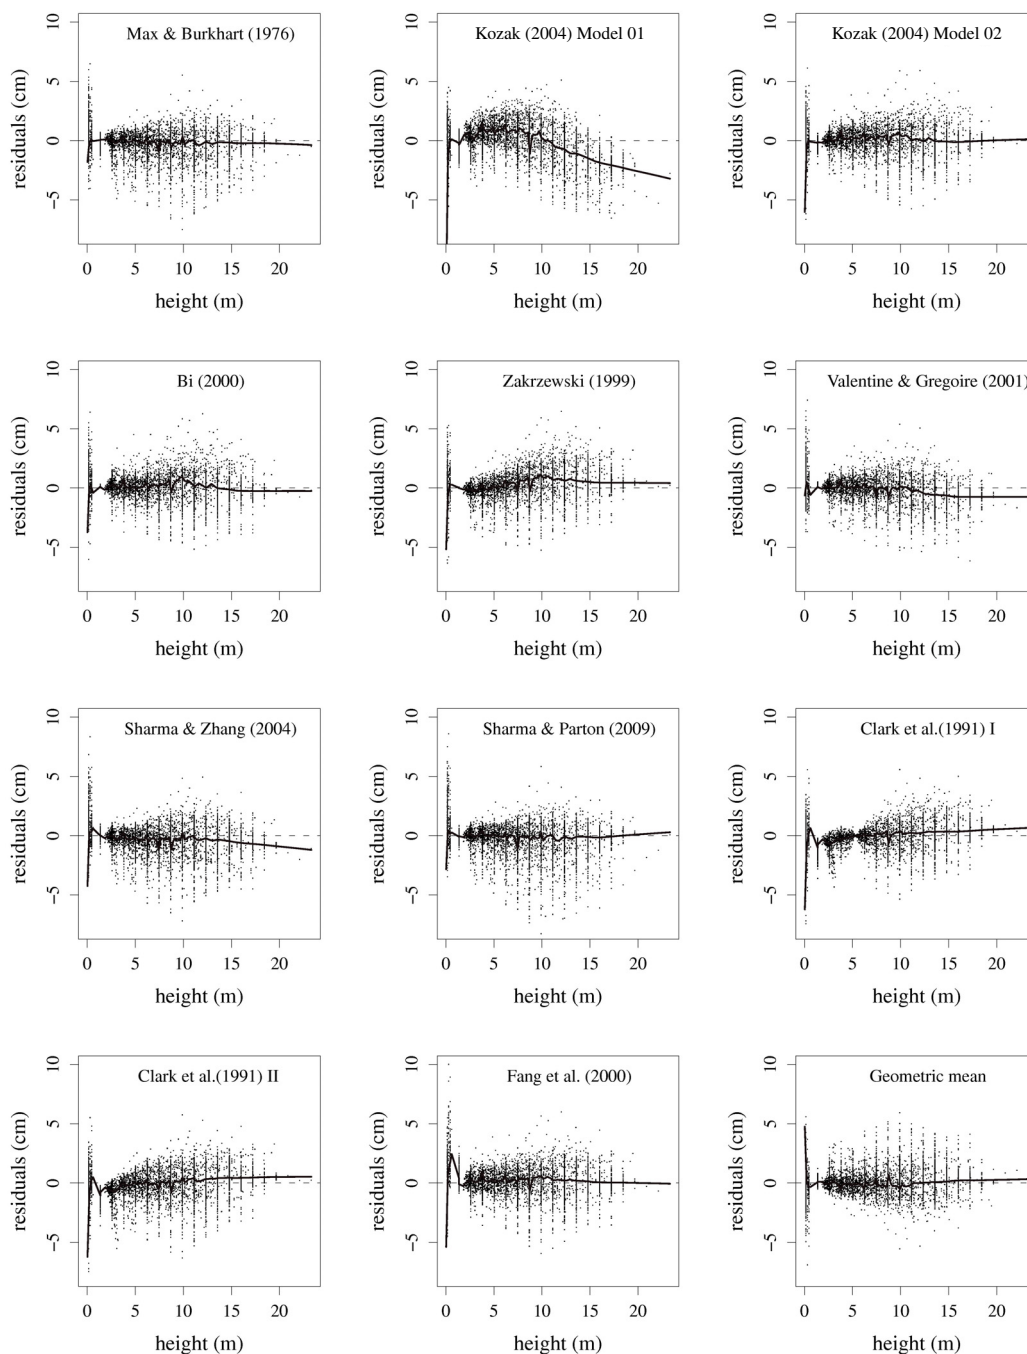 Max & Burkhart (1976)
Kozak (2004) Model 01
Kozak (2004) Model 02
residuals (cm)
10
5
0
−5
0 5 10 15 20
height (m)
residuals (cm)
10
5
0
−5
0 5 10 15 20
height (m)
residuals (cm)
10
5
0
−5
0 5 10 15 20
height (m)
Bi (2000)
Zakrzewski (1999)
Valentine & Gregoire (2001)
residuals (cm)
10
5
0
−5
0 5 10 15 20
height (m)
residuals (cm)
10
5
0
−5
0 5 10 15 20
height (m)
residuals (cm)
10
5
0
−5
0 5 10 15 20
height (m)
Sharma & Zhang (2004)
Sharma & Parton (2009)
Clark et al.(1991) I
residuals (cm)
10
5
0
−5
0 5 10 15 20
height (m)
residuals (cm)
10
5
0
−5
0 5 10 15 20
height (m)
residuals (cm)
10
5
0
−5
0 5 10 15 20
height (m)
Clark et al.(1991) II
Fang et al. (2000)
Geometric mean
residuals (cm)
10
5
0
−5
0 5 10 15 20
height (m)
residuals (cm)
10
5
0
−5
0 5 10 15 20
height (m)
residuals (cm)
10
5
0
−5
0 5 10 15 20
height (m)